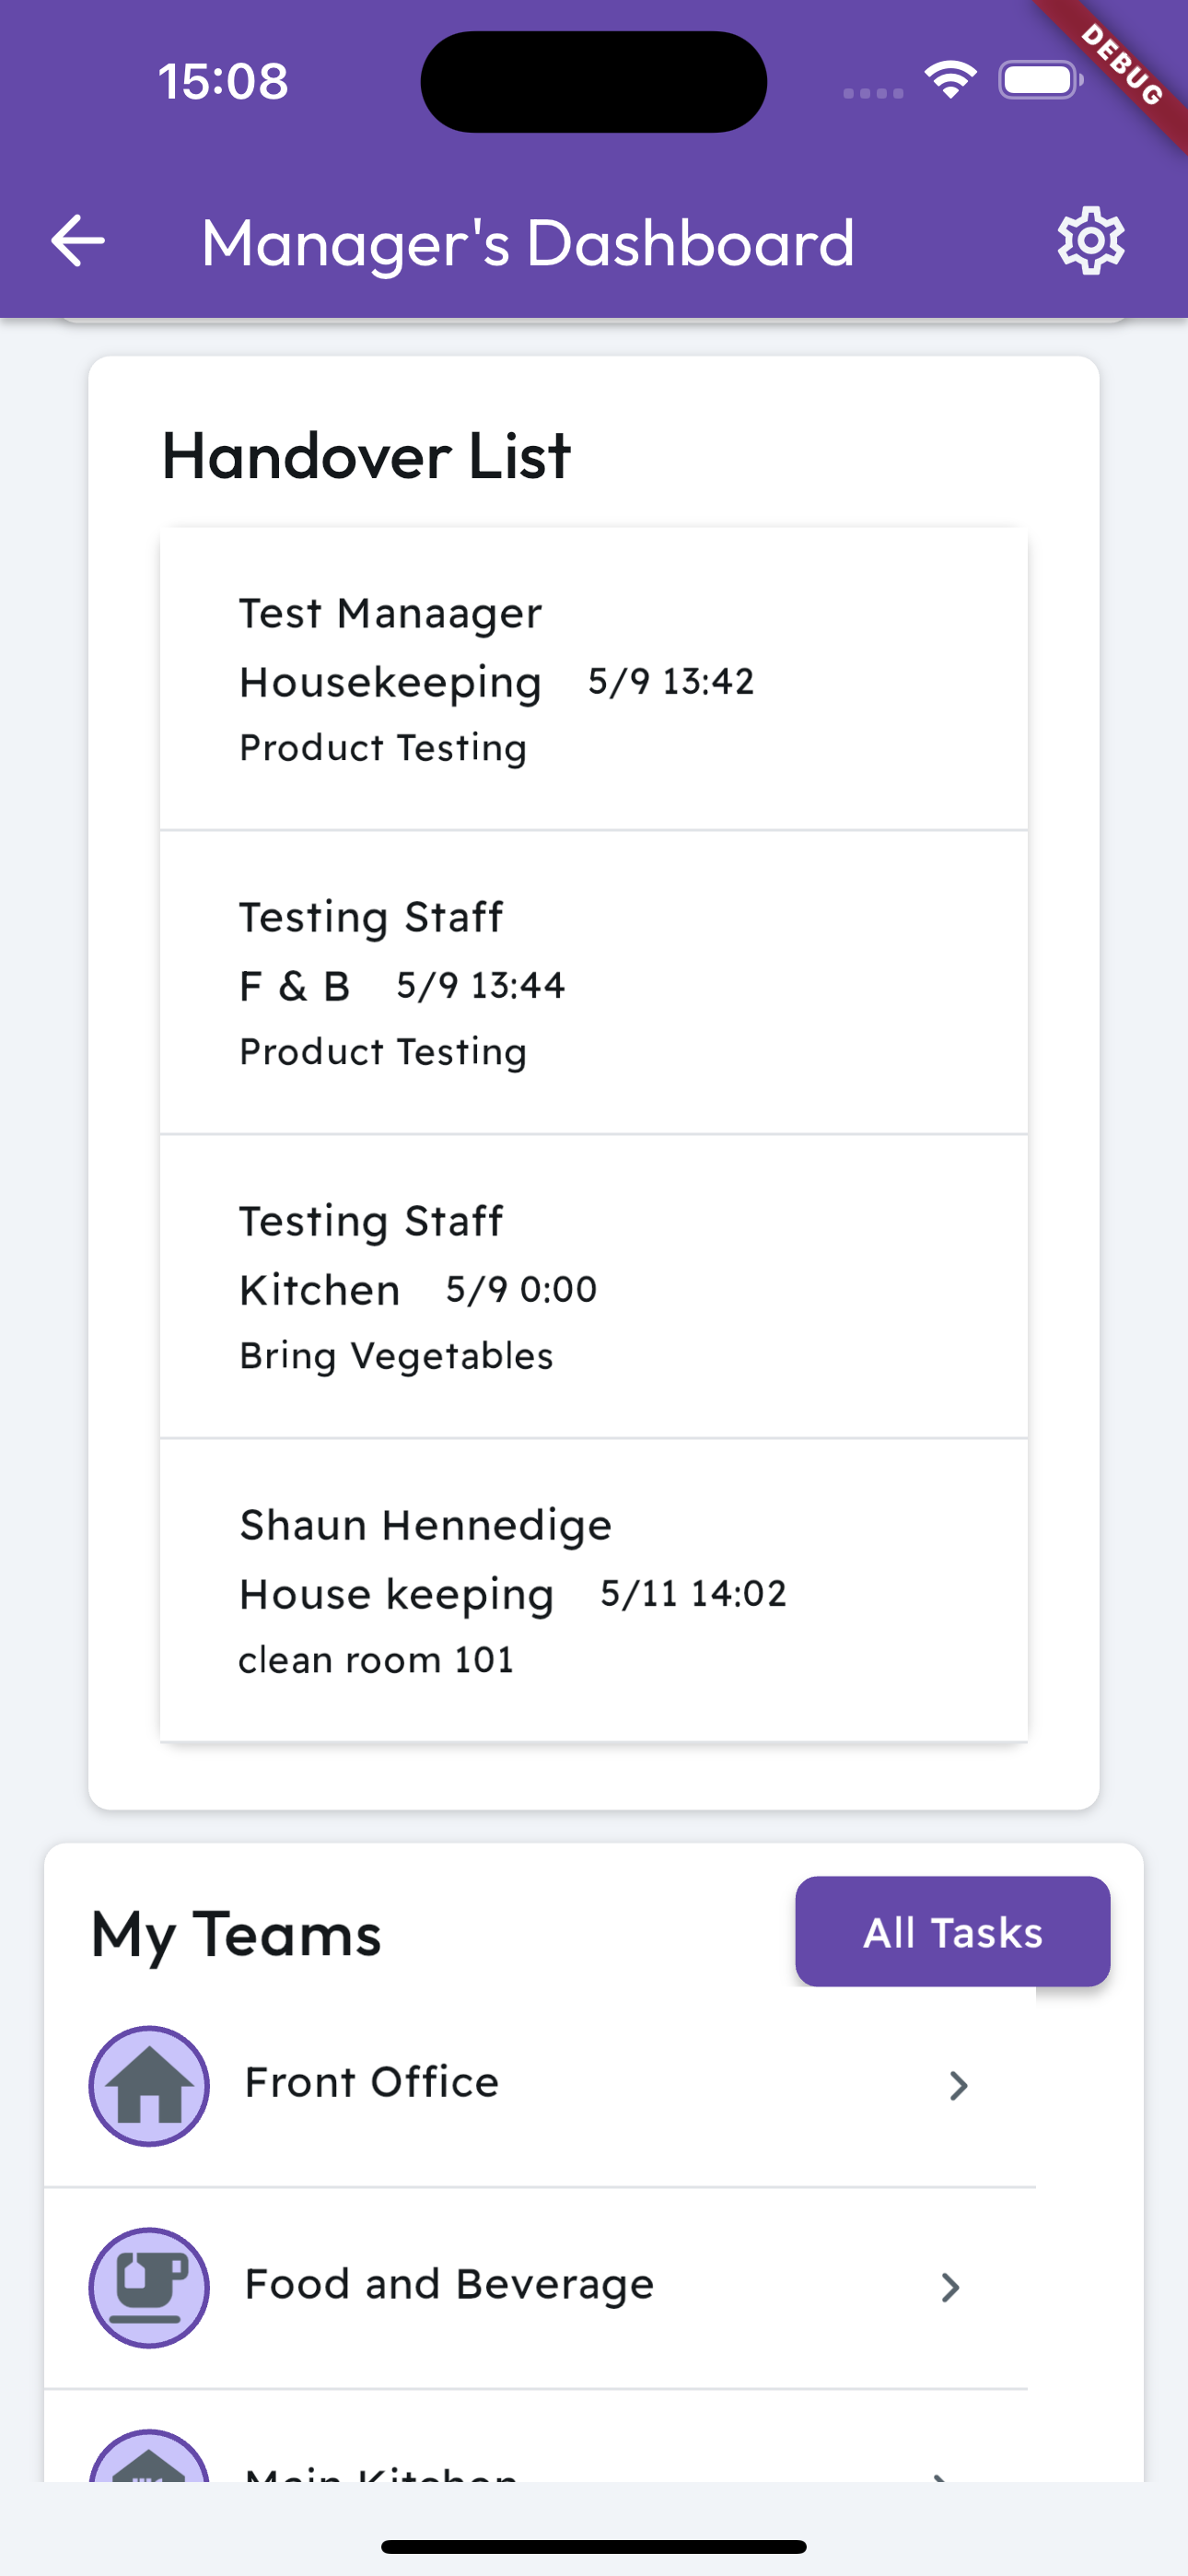 15:08
DEBUG
Manager's Dashboard
Handover List
Test Manaager
Housekeeping 5/9 13:42
Product Testing
Testing Staff
F & B 5/9 13:44
Product Testing
Testing Staff
Kitchen 5/9 0:00
Bring Vegetables
Shaun Hennedige
House keeping 5/11 14:02
clean room 101
My Teams
All Tasks
Front Office
Food and Beverage
Main Kitchen